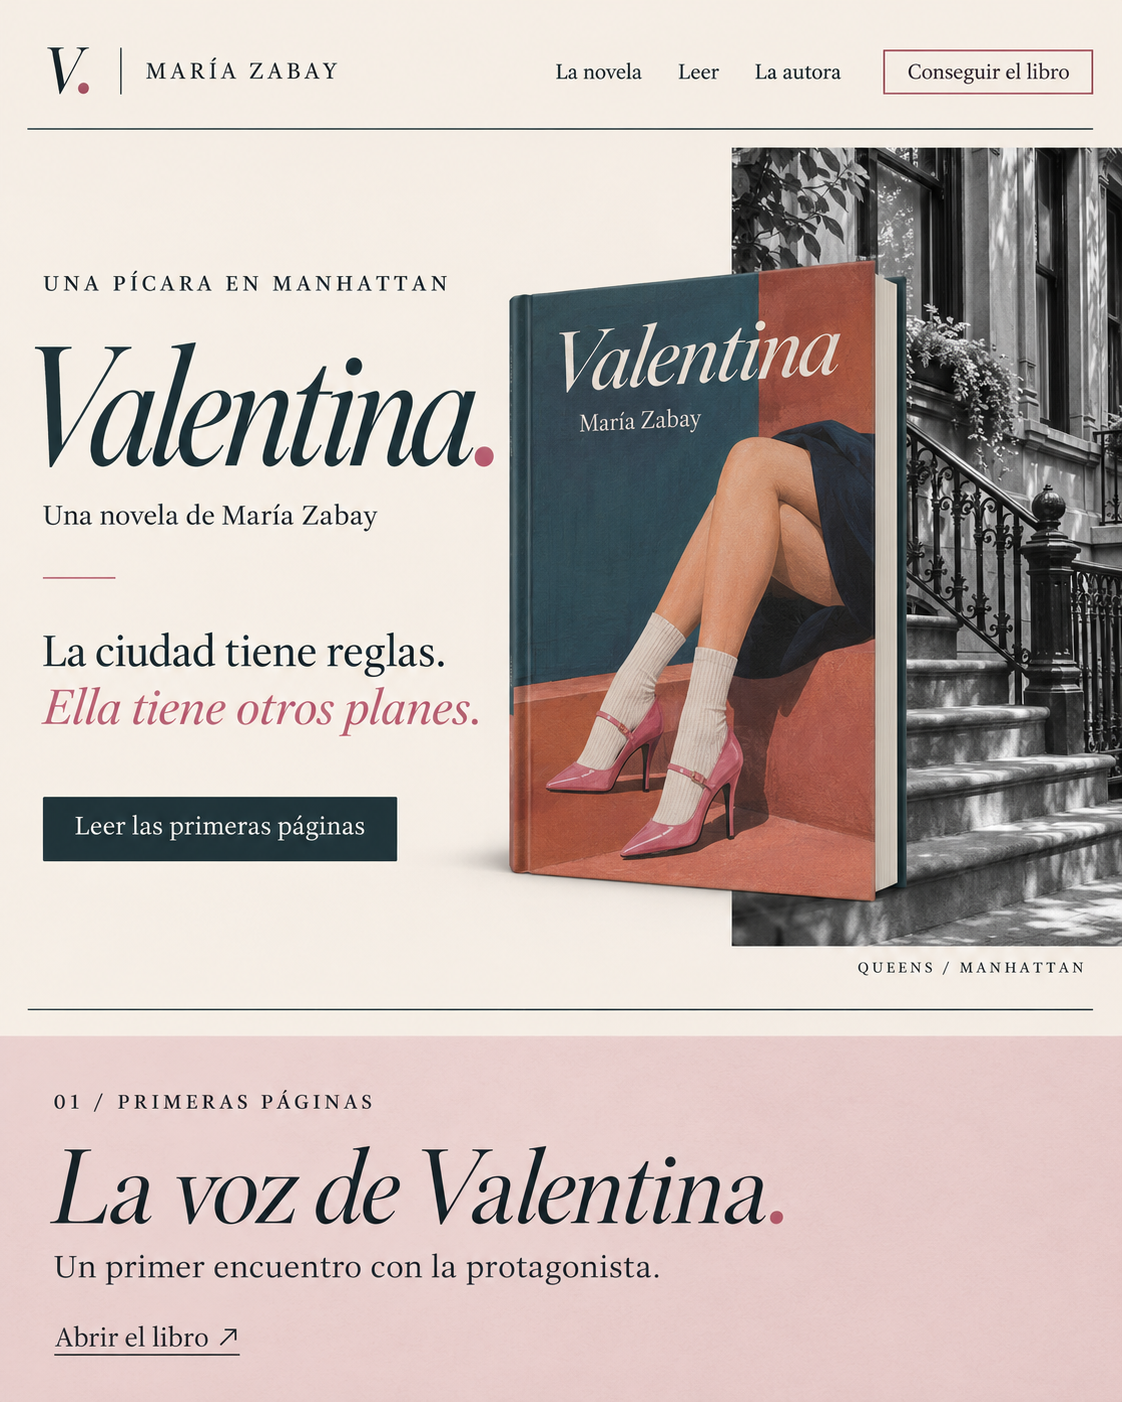 V.
MARÍA ZABAY
La novela
Leer
La autora
Conseguir el libro
UNA PÍCARA EN MANHATTAN
Valentina.
Una novela de María Zabay
La ciudad tiene reglas.
Ella tiene otros planes.
Leer las primeras páginas
Valentina
María Zabay
QUEENS / MANHATTAN
01 / PRIMERAS PÁGINAS
La voz de Valentina.
Un primer encuentro con la protagonista.
Abrir el libro ↗